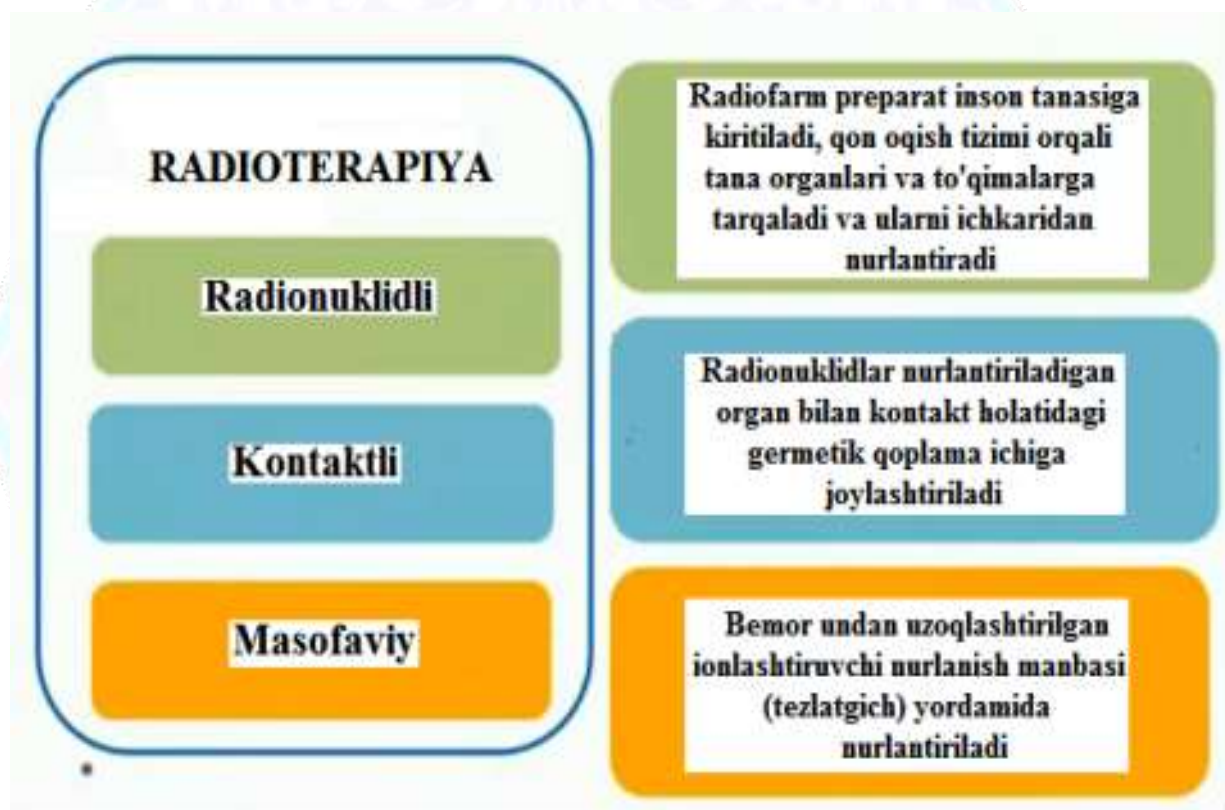 RADIOTERAPIYA
Radionuklidli
Kontaktli
Masofaviy
Radiofarm preparat inson tanasiga
kiritiladi, qon oqish tizimi orqali
tana organlari va to'qimalarga
tarqaladi va ularni ichkaridan
nurlantiradi
Radionuklidlar nurlantiriladigan
organ bilan kontakt holatidagi
germetik qoplama ichiga
joylashtiriladi
Bemor undan uzoqlashtirilgan
ionlashtiruvchi nurlanish manbasi
(tezlatgich) yordamida
nurlantiriladi